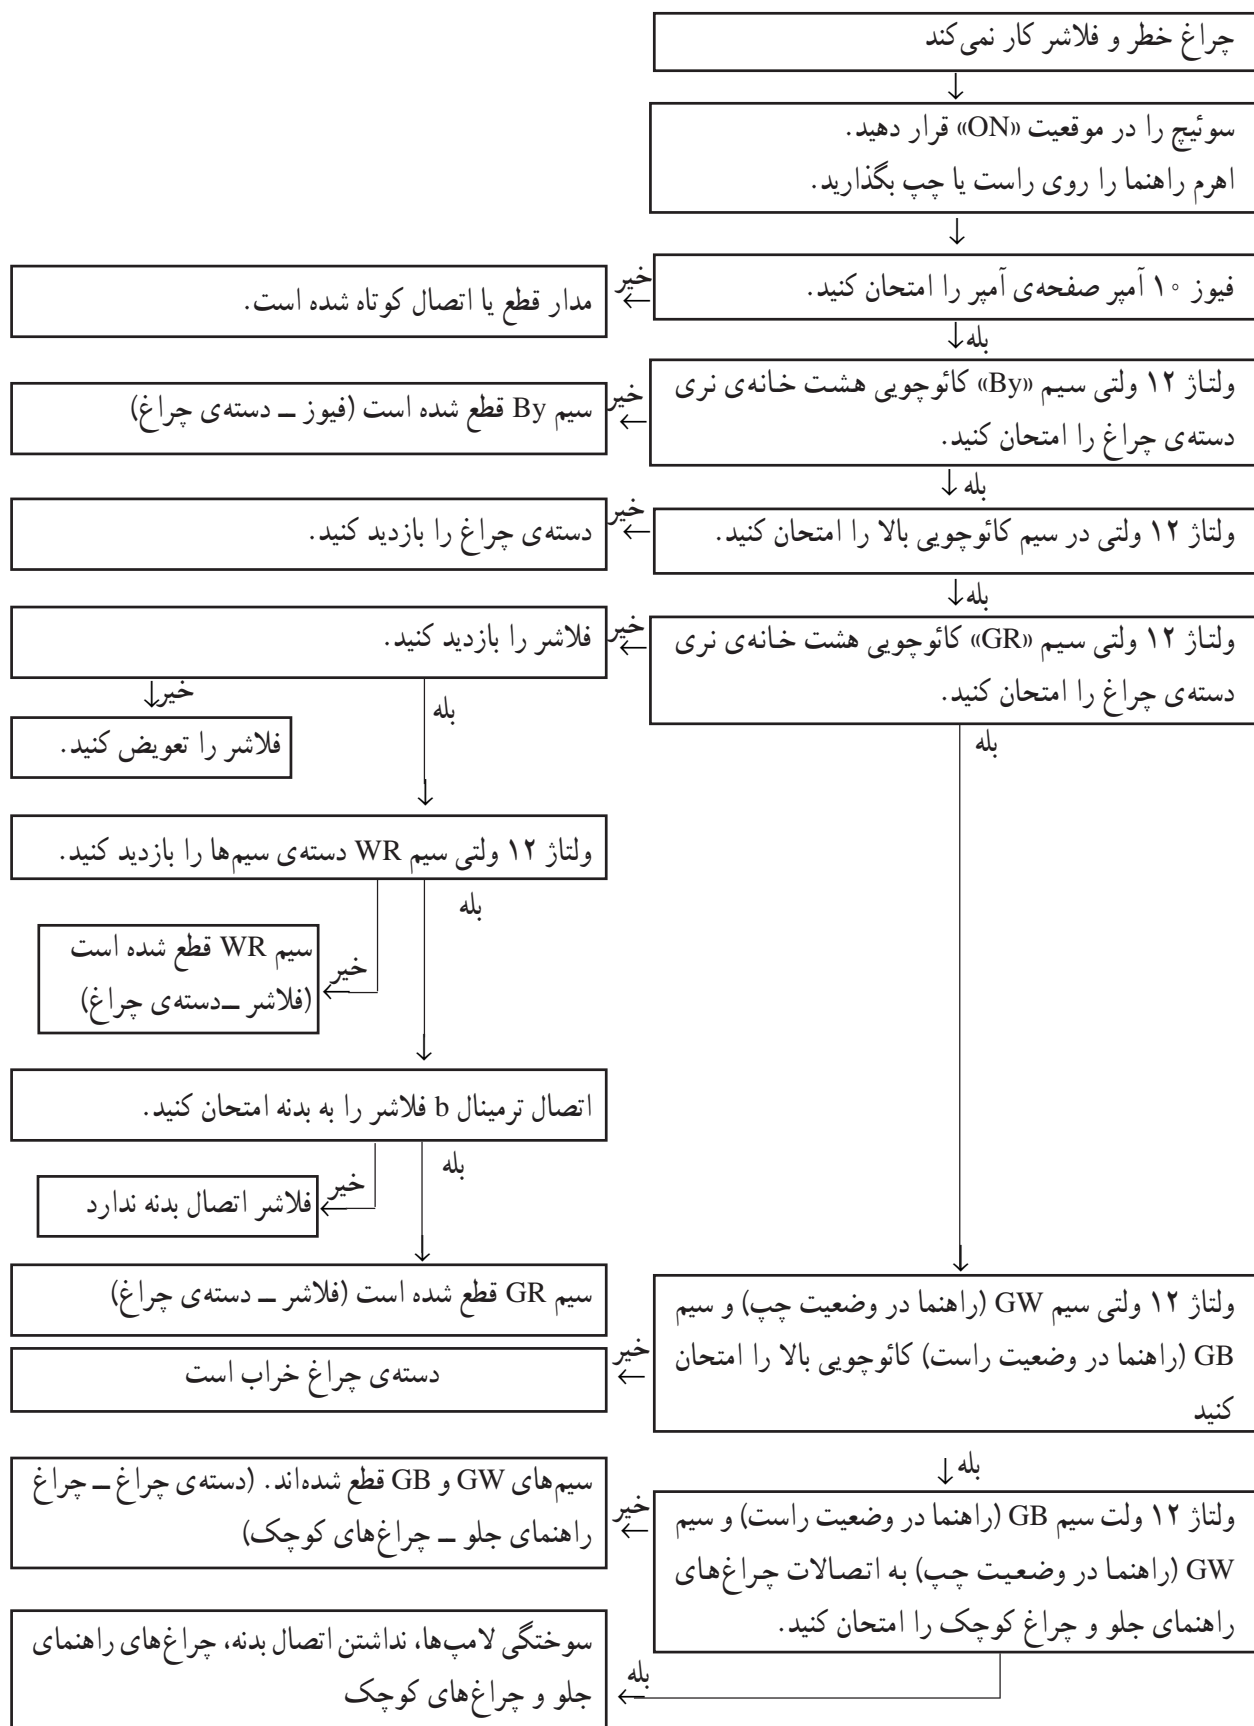 چراغ خطر و فلاشر کار نمی‌کند
سوئیچ را در موقعیت «ON» قرار دهید.
اهرم راهنما را روی راست یا چپ بگذارید.
فیوز ۱۰ آمپر صفحه‌ی آمپر را امتحان کنید.
خیر
مدار قطع یا اتصال کوتاه شده است.
بله
ولتاژ ۱۲ ولتی سیم «By» کائوچویی هشت خانه‌ی نری
دسته‌ی چراغ را امتحان کنید.
خیر
سیم By قطع شده است (فیوز ــ دسته‌ی چراغ)
بله
ولتاژ ۱۲ ولتی در سیم کائوچویی بالا را امتحان کنید.
خیر
دسته‌ی چراغ را بازدید کنید.
بله
ولتاژ ۱۲ ولتی سیم «GR» کائوچویی هشت خانه‌ی نری
دسته‌ی چراغ را امتحان کنید.
خیر
فلاشر را بازدید کنید.
خیر
فلاشر را تعویض کنید.
بله
ولتاژ ۱۲ ولتی سیم WR دسته‌ی سیم‌ها را بازدید کنید.
خیر
سیم WR قطع شده است
(فلاشر ــ دسته‌ی چراغ)
بله
اتصال ترمینال b فلاشر را به بدنه امتحان کنید.
خیر
فلاشر اتصال بدنه ندارد
بله
سیم GR قطع شده است (فلاشر ــ دسته‌ی چراغ)
بله
ولتاژ ۱۲ ولتی سیم GW (راهنما در وضعیت چپ) و سیم
GB (راهنما در وضعیت راست) کائوچویی بالا را امتحان
کنید
خیر
دسته‌ی چراغ خراب است
بله
ولتاژ ۱۲ ولت سیم GB (راهنما در وضعیت راست) و سیم
GW (راهنما در وضعیت چپ) به اتصالات چراغ‌های
راهنمای جلو و چراغ کوچک را امتحان کنید.
خیر
سیم‌های GW و GB قطع شده‌اند. (دسته‌ی چراغ ــ چراغ
راهنمای جلو ــ چراغ‌های کوچک)
بله
سوختگی لامپ‌ها، نداشتن اتصال بدنه، چراغ‌های راهنمای
جلو و چراغ‌های کوچک